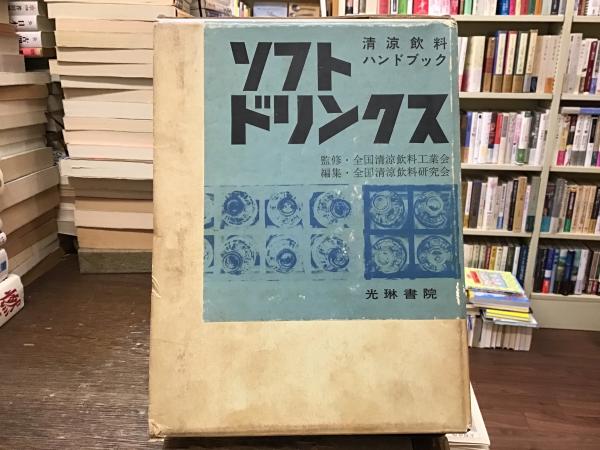 清涼飲料
ハンドブック
ソフト
ドリンクス
監修・全国清涼飲料工業会
編集・全国清涼飲料研究会
光琳書院